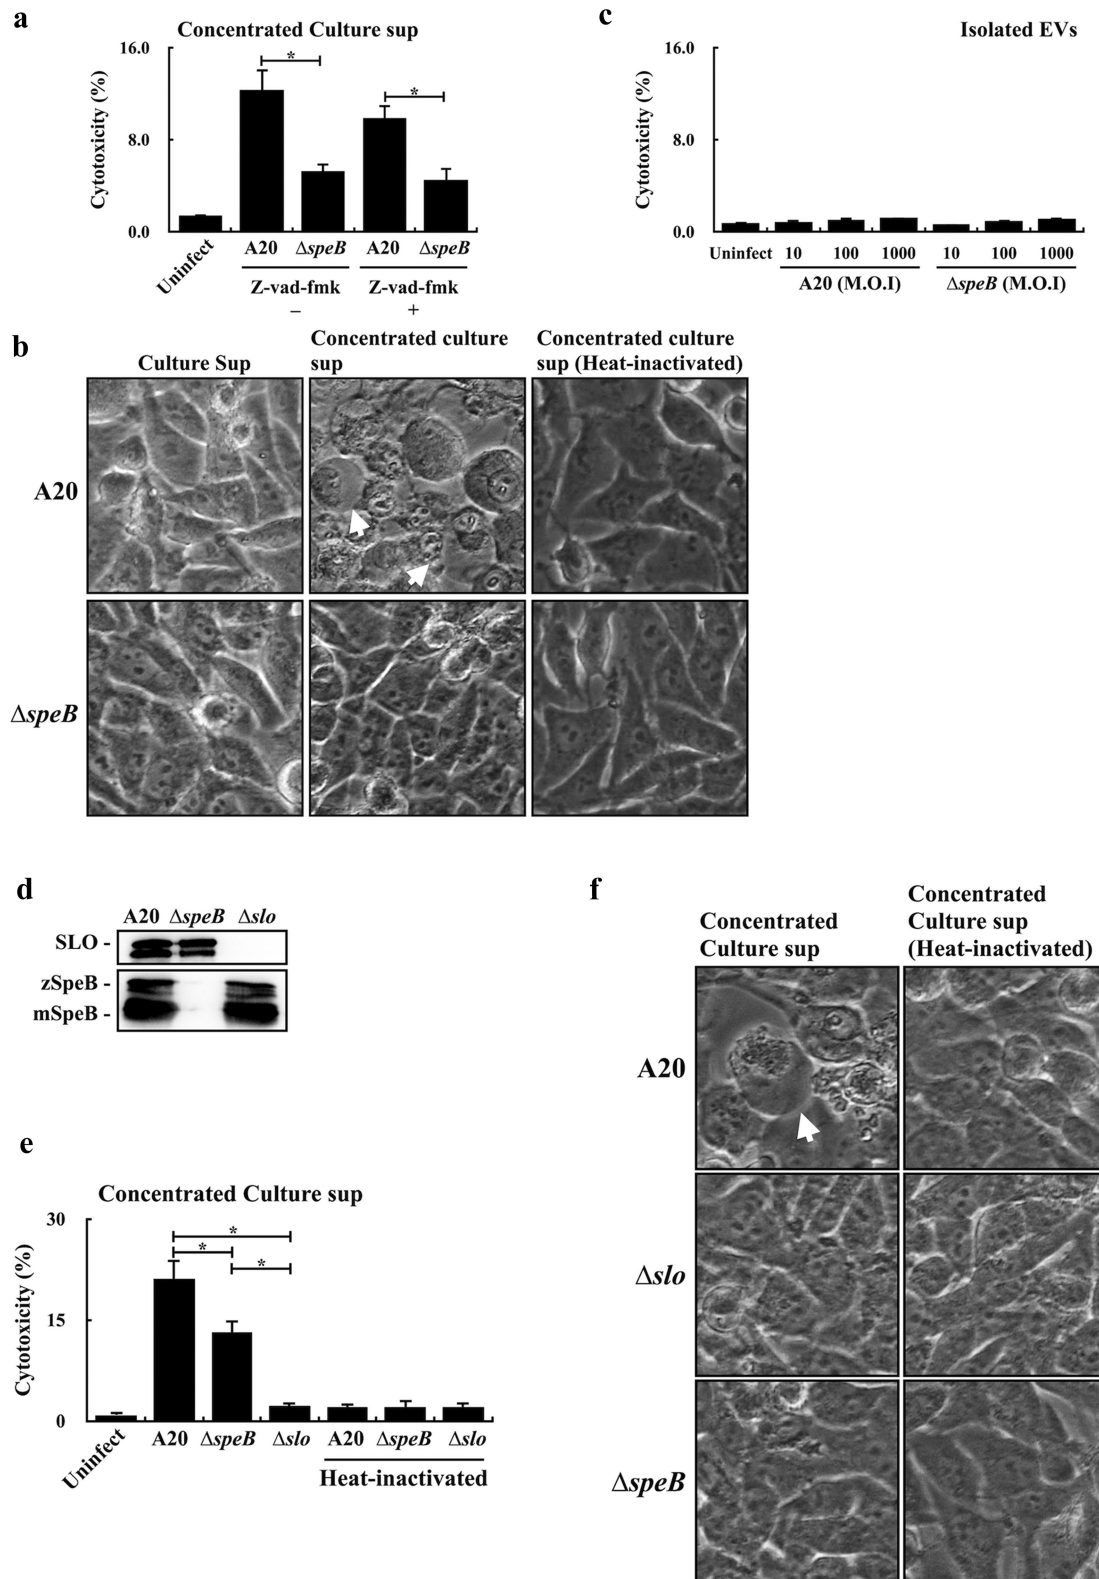 a
Concentrated Culture sup
16.0
8.0
0.0
Cytotoxicity (%)
*
*
Uninfect
A20 ΔspeB A20 ΔspeB
Z-vad-fmk Z-vad-fmk
– +
c
Isolated EVs
16.0
8.0
0.0
Cytotoxicity (%)
Uninfect 10 100 1000 10 100 1000
A20 (M.O.I) ΔspeB (M.O.I)
b
Culture Sup
Concentrated culture
sup
Concentrated culture
sup (Heat-inactivated)
A20
ΔspeB
d
A20 ΔspeB Δslo
SLO -
zSpeB -
mSpeB -
e
Concentrated Culture sup
30
15
0
Cytotoxicity (%)
*
*
*
Uninfect
A20 ΔspeB Δslo A20 ΔspeB Δslo
Heat-inactivated
f
Concentrated
Culture sup
Concentrated
Culture sup
(Heat-inactivated)
A20
Δslo
ΔspeB